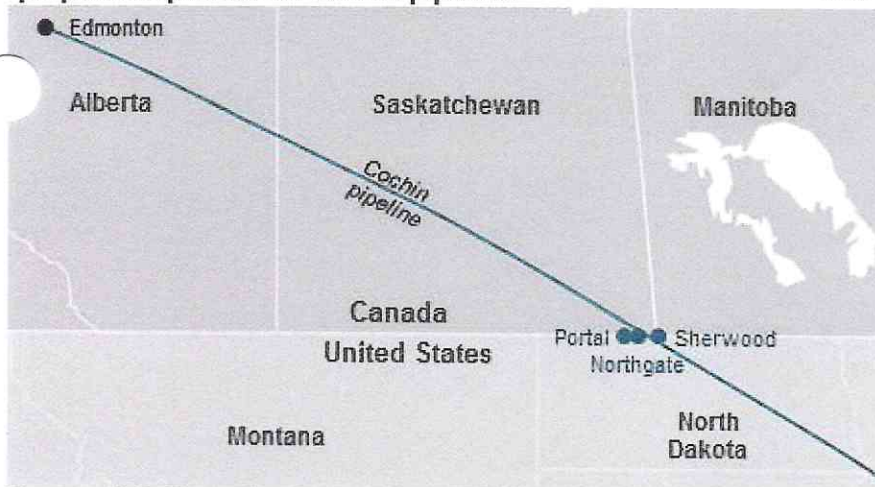 Edmonton
Alberta
Saskatchewan
Manitoba
Cochin
pipeline
Canada
Portal
Sherwood
United States
Northgate
Montana
North
Dakota